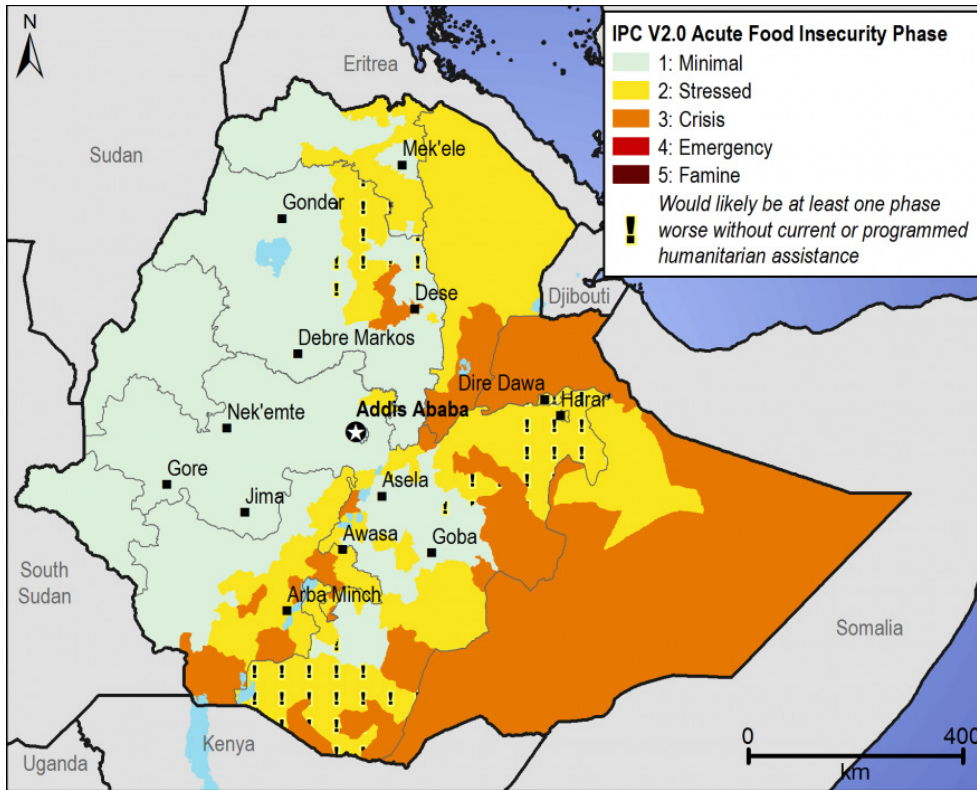 N
IPC V2.0 Acute Food Insecurity Phase
1: Minimal
2: Stressed
3: Crisis
4: Emergency
5: Famine
!
Would likely be at least one phase
worse without current or programmed
humanitarian assistance
Eritrea
Sudan
Mek'ele
Gonder
Dese
Djibouti
Debre Markos
Dire Dawa
Harar
Nek'emte
Addis Ababa
Gore
Asela
Jima
Awasa
Goba
South
Sudan
Arba Minch
Somalia
Kenya
Uganda
0
400
km